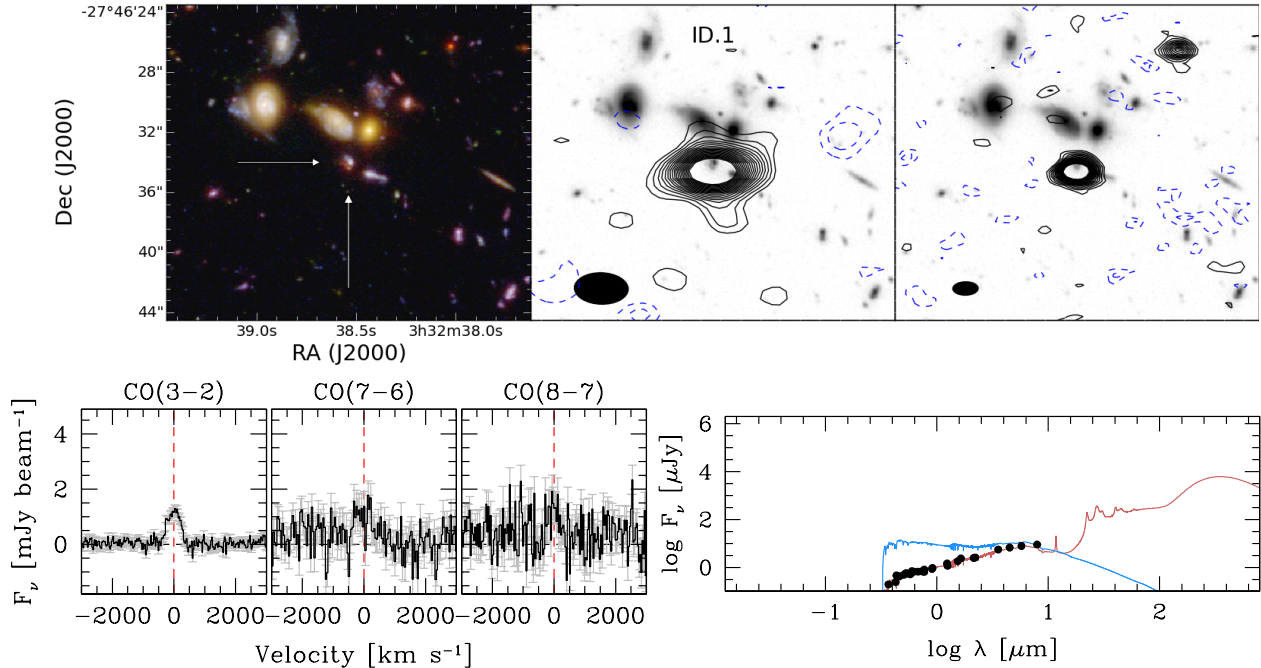 -27°46'24"
28"
32"
36"
40"
44"
Dec (J2000)
39.0s
38.5s
3h32m38.0s
RA (J2000)
ID.1
CO(3−2)
CO(7−6)
CO(8−7)
4
2
0
−2000 0 2000
−2000 0 2000
−2000 0 2000
Fν [mJy beam⁻¹]
Velocity [km s⁻¹]
6
4
2
0
−1
0
1
2
log Fν [μJy]
log λ [μm]